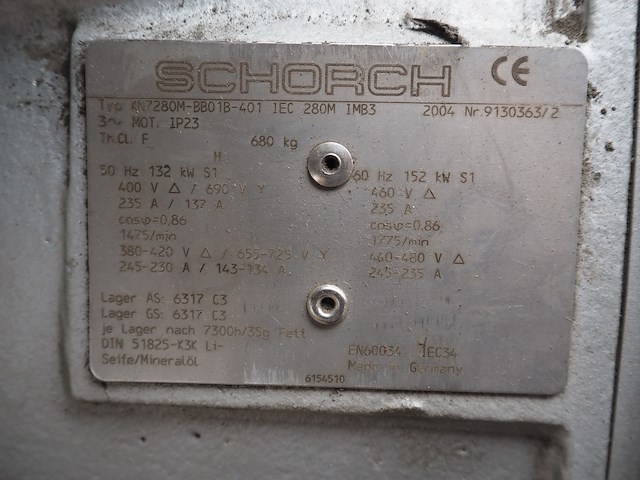 SCHORCH CE
Typ KN7280M-BB01B-401 IEC 280M IMB3 2004 Nr.9130363/2
3~ MOT. IP23
Th.Cl. F 680 kg
H
50 Hz 132 kW S1 60 Hz 152 kW S1
400 V Δ / 690 V Y 460 V Δ
235 A / 137 A 235 A
cosφ=0,86 cosφ=0,86
1475/min 1775/min
380-420 V Δ / 655-725 V Y 460-480 V Δ
245-230 A / 143-134 A 245-235 A
Lager AS: 6317 C3
Lager GS: 6317 C3
je Lager nach 7300h/35g Fett
DIN 51825-K3K Li- EN60034 IEC34
Seife/Mineralöl Made in Germany
6154510